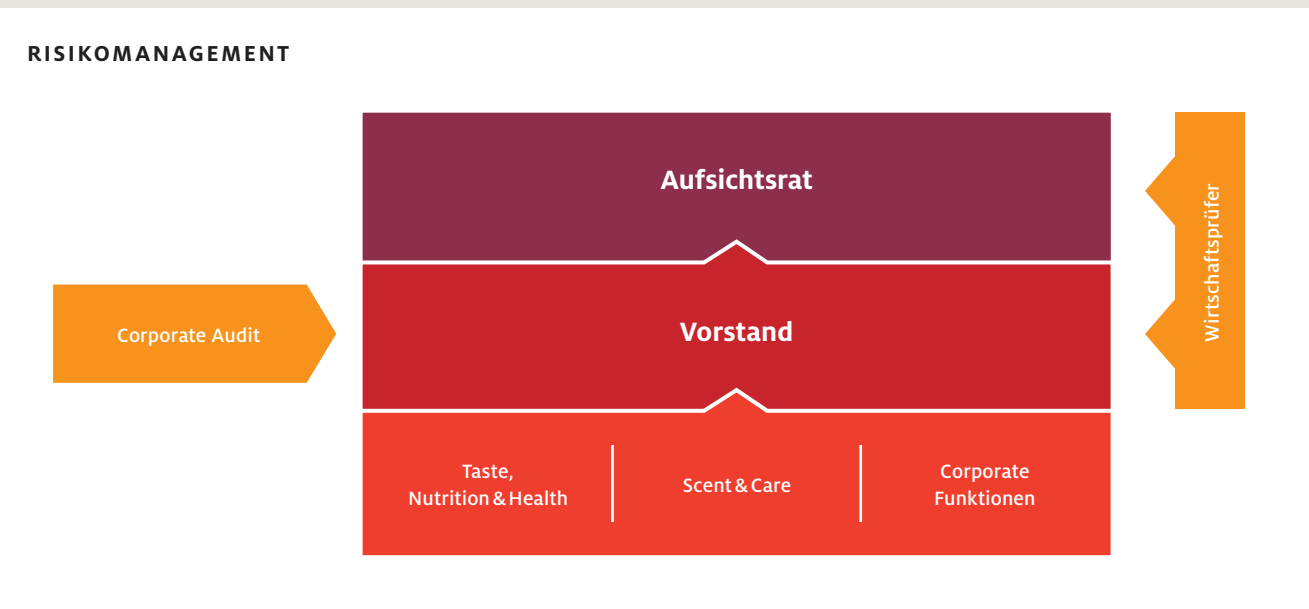 RISIKOMANAGEMENT
Aufsichtsrat
Wirtschaftsprüfer
Corporate Audit
Vorstand
Taste,
Nutrition & Health
Scent & Care
Corporate
Funktionen